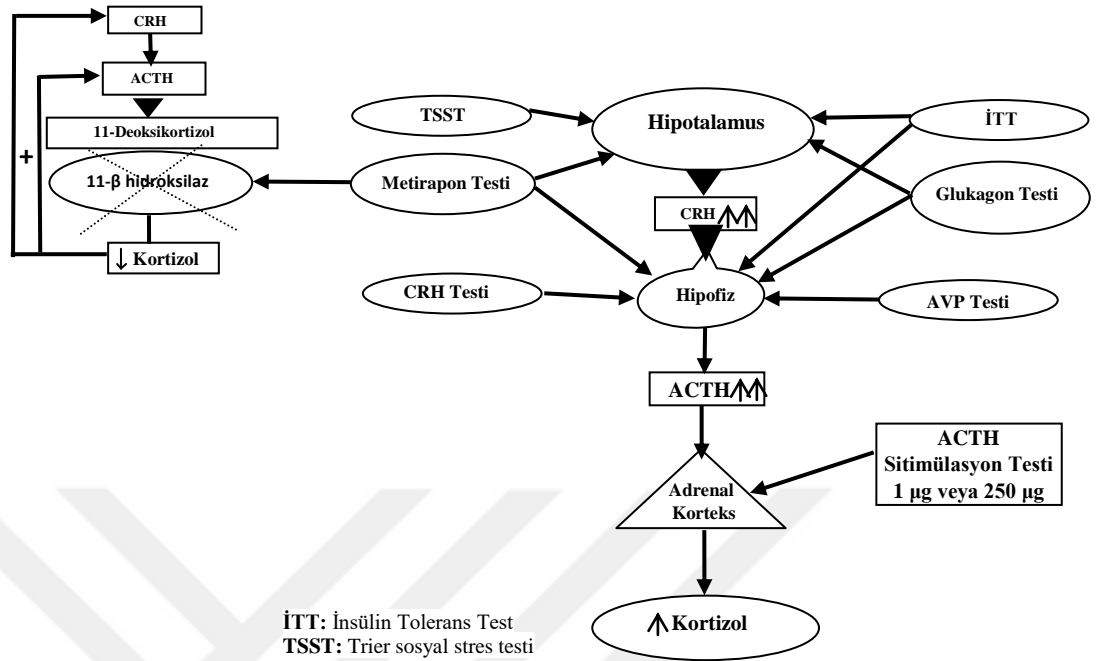 CRH
ACTH
11-Deoksikortizol
+
11-β hidroksilaz
↓ Kortizol
TSST
Hipotalamus
İTT
Metirapon Testi
Glukagon Testi
CRH ↑↑
CRH Testi
Hipofiz
AVP Testi
ACTH ↑↑
ACTH
Sitimülasyon Testi
1 µg veya 250 µg
Adrenal
Korteks
↑ Kortizol
İTT: İnsülin Tolerans Test
TSST: Trier sosyal stres testi